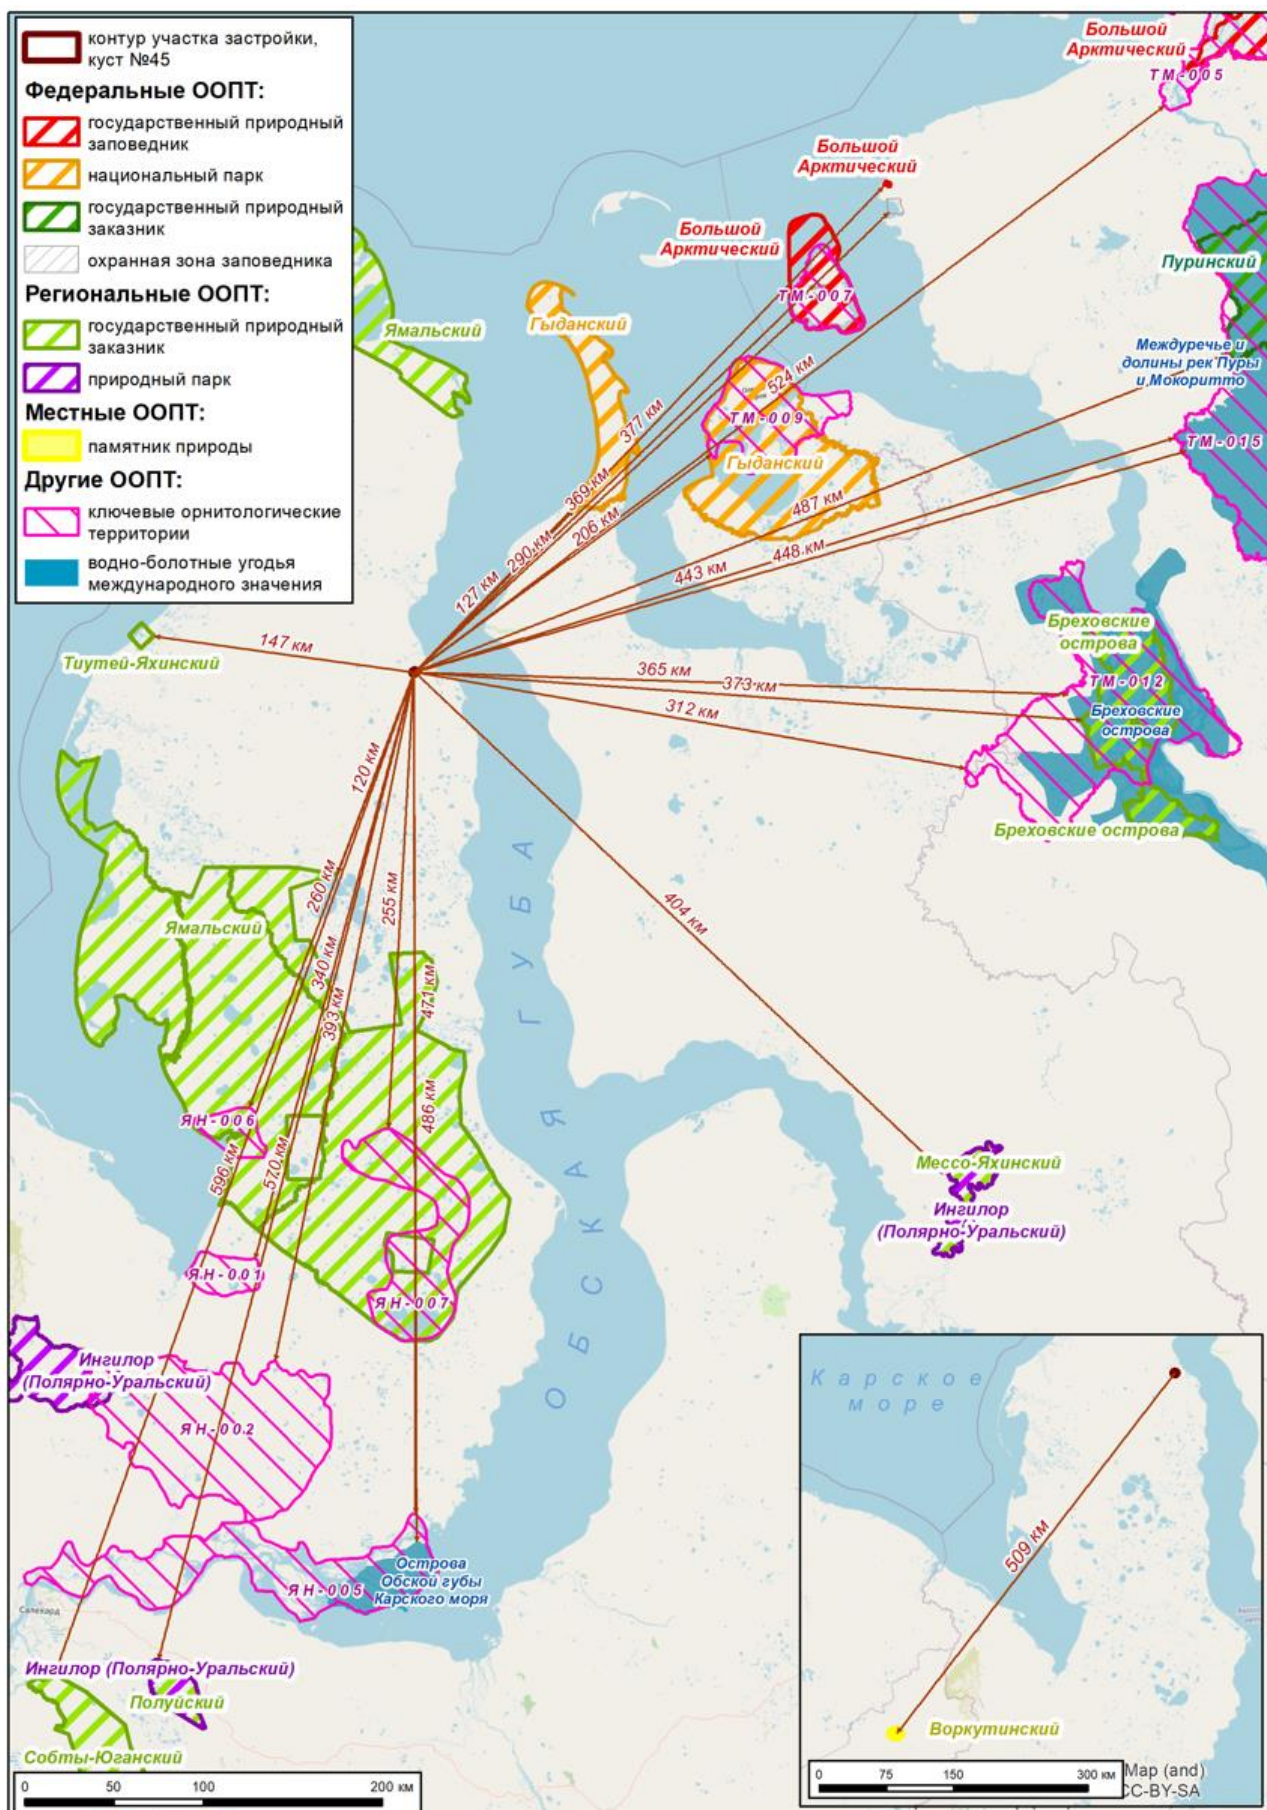 контур участка застройки,
куст №45
Федеральные ООПТ:
государственный природный
заповедник
национальный парк
государственный природный
заказник
охранная зона заповедника
Региональные ООПТ:
государственный природный
заказник
природный парк
Местные ООПТ:
памятник природы
Другие ООПТ:
ключевые орнитологические
территории
водно-болотные угодья
международного значения
Большой
Арктический
ТМ-005
Большой
Арктический
Большой
Арктический
ТМ-007
Пуринский
Ямальский
Гыданский
Междуречье и
долины рек Пуры
и Мокоритто
524 км
377 км
ТМ-009
ТМ-015
Гыданский
369 км
487 км
206 км
290 км
448 км
443 км
127 км
Тиутей-Яхинский
147 км
Бреховские
острова
365 км
373 км
ТМ-012
312 км
Бреховские
острова
120 км
Бреховские острова
260 км
255 км
404 км
Ямальский
340 км
471 км
393 км
ОБСКАЯ ГУБА
ЯН-006
486 км
596 км
570 км
Мессо-Яхинский
Ингилор
(Полярно-Уральский)
ЯН-001
ЯН-007
Ингилор
(Полярно-Уральский)
ЯН-002
Карское
море
509 км
Острова
Обской губы
Карского моря
ЯН-005
Салехард
Ингилор (Полярно-Уральский)
Полуйский
Воркутинский
Собты-Юганский
0 50 100 200 км
0 75 150 300 км
Map (and)
CC-BY-SA